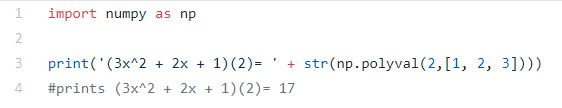 1 import numpy as np
2
3 print('(3x^2 + 2x + 1)(2)= ' + str(np.polyval(2,[1, 2, 3])))
4 #prints (3x^2 + 2x + 1)(2)= 17